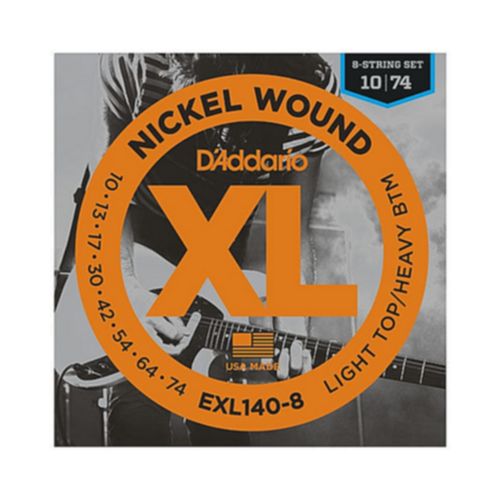 8-STRING SET
10|74
NICKEL WOUND
D'Addario
XL
10•13•17•30•42•54•64•74
LIGHT TOP/HEAVY BTM
USA MADE
EXL140-8